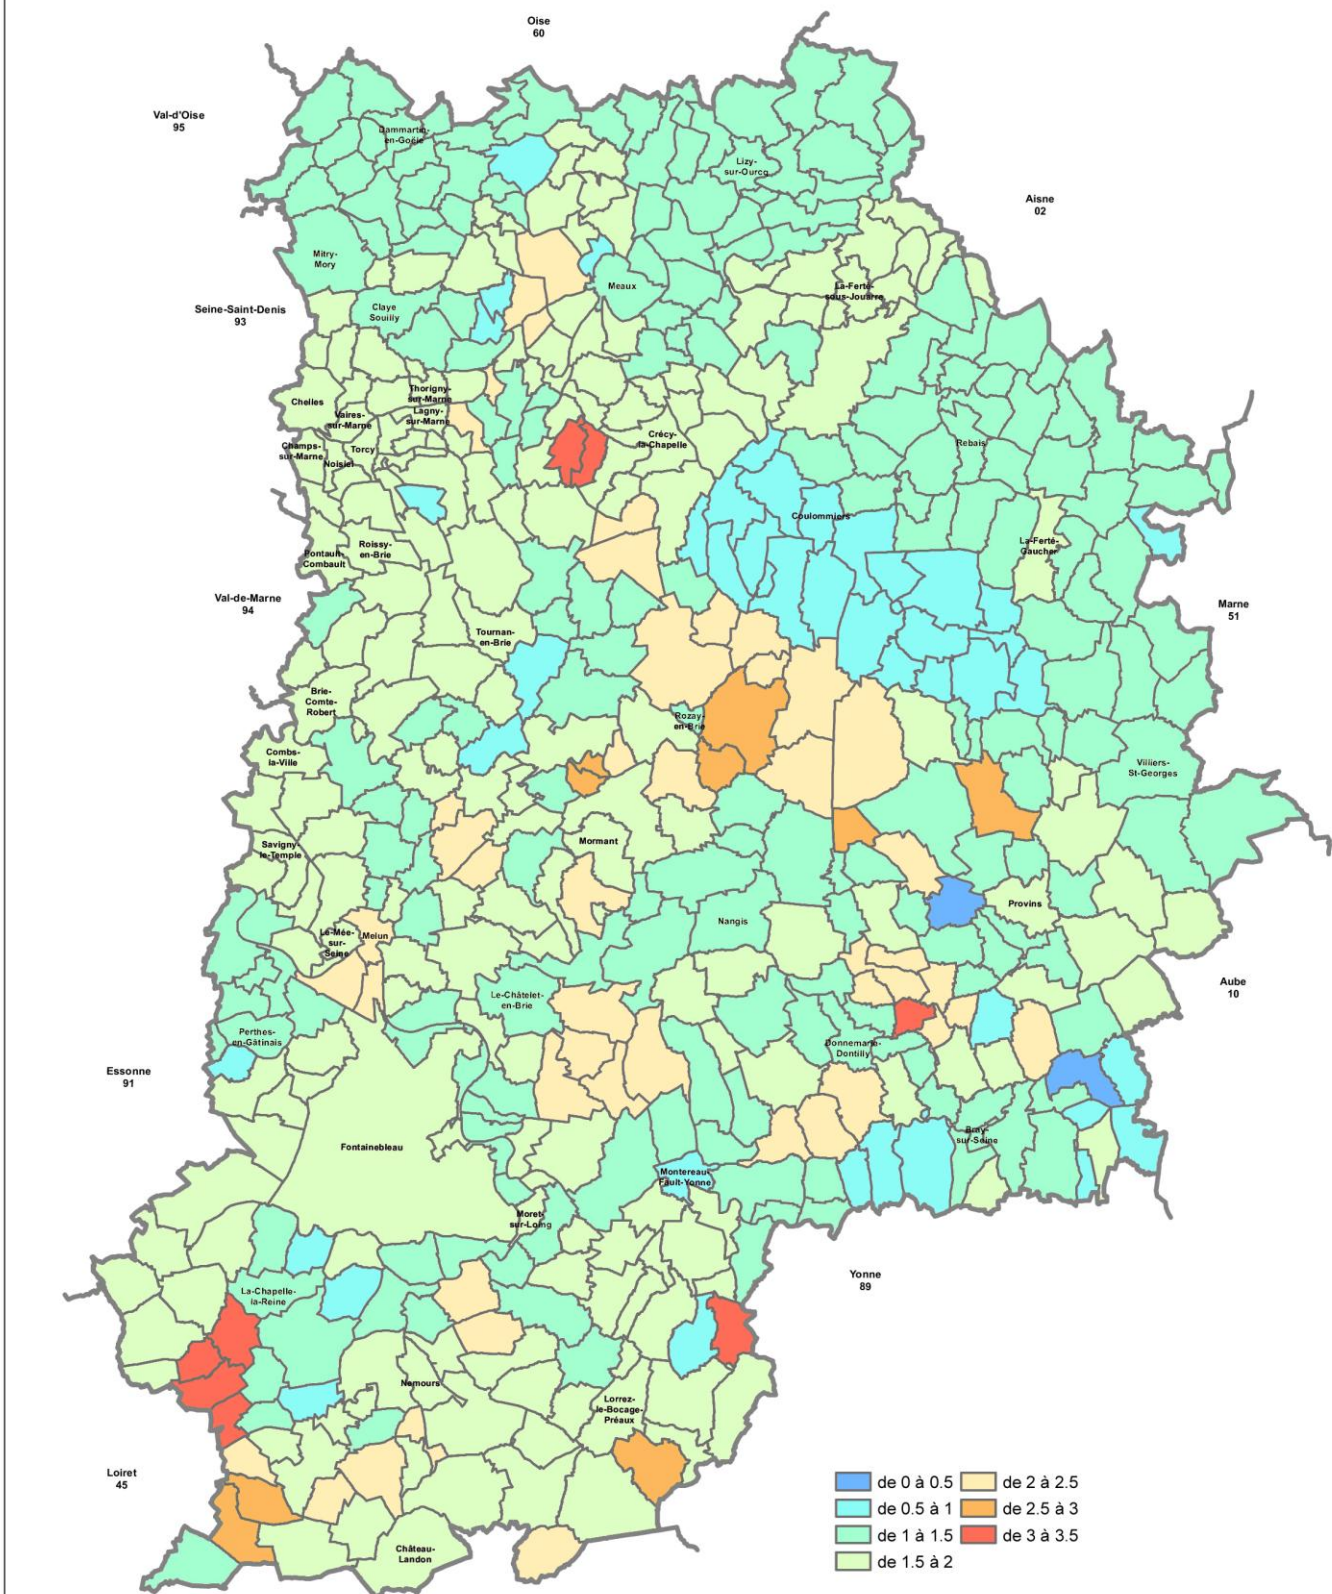 Oise
60
Val-d'Oise
95
Dammartin-
en-Goële
Lizy-
sur-Ourcq
Aisne
02
Mitry-
Mory
Meaux
La-Ferté-
sous-Jouarre
Seine-Saint-Denis
93
Claye
Souilly
Thorigny-
sur-Marne
Chelles
Vaires-
sur-Marne
Lagny-
sur-Marne
Champs-
sur-Marne
Torcy
Noisiel
Crécy-
la-Chapelle
Rebais
Coulommiers
La-Ferté-
Gaucher
Roissy-
en-Brie
Pontault-
Combault
Val-de-Marne
94
Marne
51
Tournan-
en-Brie
Brie-
Comte-
Robert
Rozay-
en-Brie
Combs-
la-Ville
Villiers-
St-Georges
Savigny-
le-Temple
Mormant
Provins
Nangis
Le-Mée-
sur-
Seine
Melun
Aube
10
Le-Châtelet-
en-Brie
Perthes-
en-Gâtinais
Donnemarie-
Dontilly
Essonne
91
Bray-
sur-Seine
Fontainebleau
Montereau-
Fault-Yonne
Moret-
sur-Loing
Yonne
89
La-Chapelle-
la-Reine
Nemours
Lorrez-
le-Bocage-
Préaux
Loiret
45
Château-
Landon
de 0 à 0.5
de 2 à 2.5
de 0.5 à 1
de 2.5 à 3
de 1 à 1.5
de 3 à 3.5
de 1.5 à 2